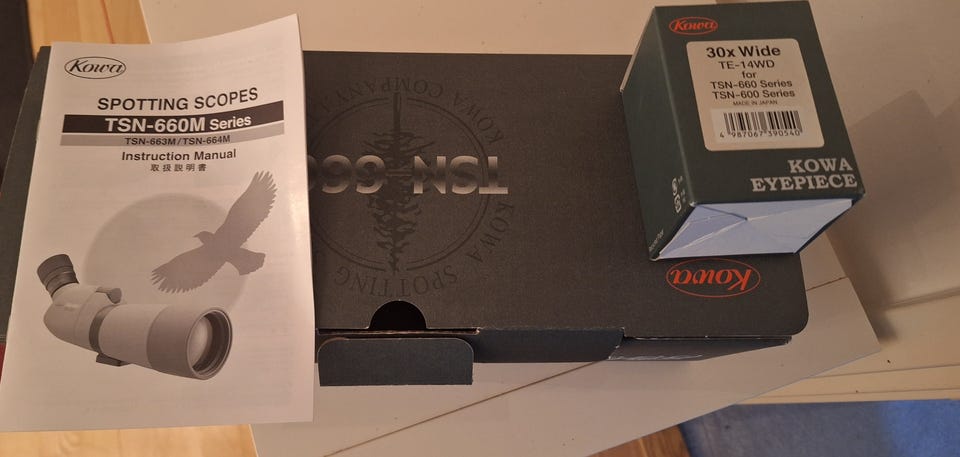 Kowa
SPOTTING SCOPES
TSN-660M Series
TSN-663M/TSN-664M
Instruction Manual
取扱説明書
KOWA COMPANY
KOWA SPOTTING
TSN-660
Kowa
Kowa
30x Wide
TE-14WD
for
TSN-660 Series
TSN-600 Series
MADE IN JAPAN
4 987067 390540
KOWA
EYEPIECE